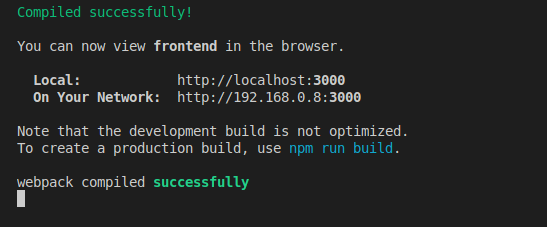 Compiled successfully!
You can now view frontend in the browser.
Local: http://localhost:3000
On Your Network: http://192.168.0.8:3000
Note that the development build is not optimized.
To create a production build, use npm run build.
webpack compiled successfully